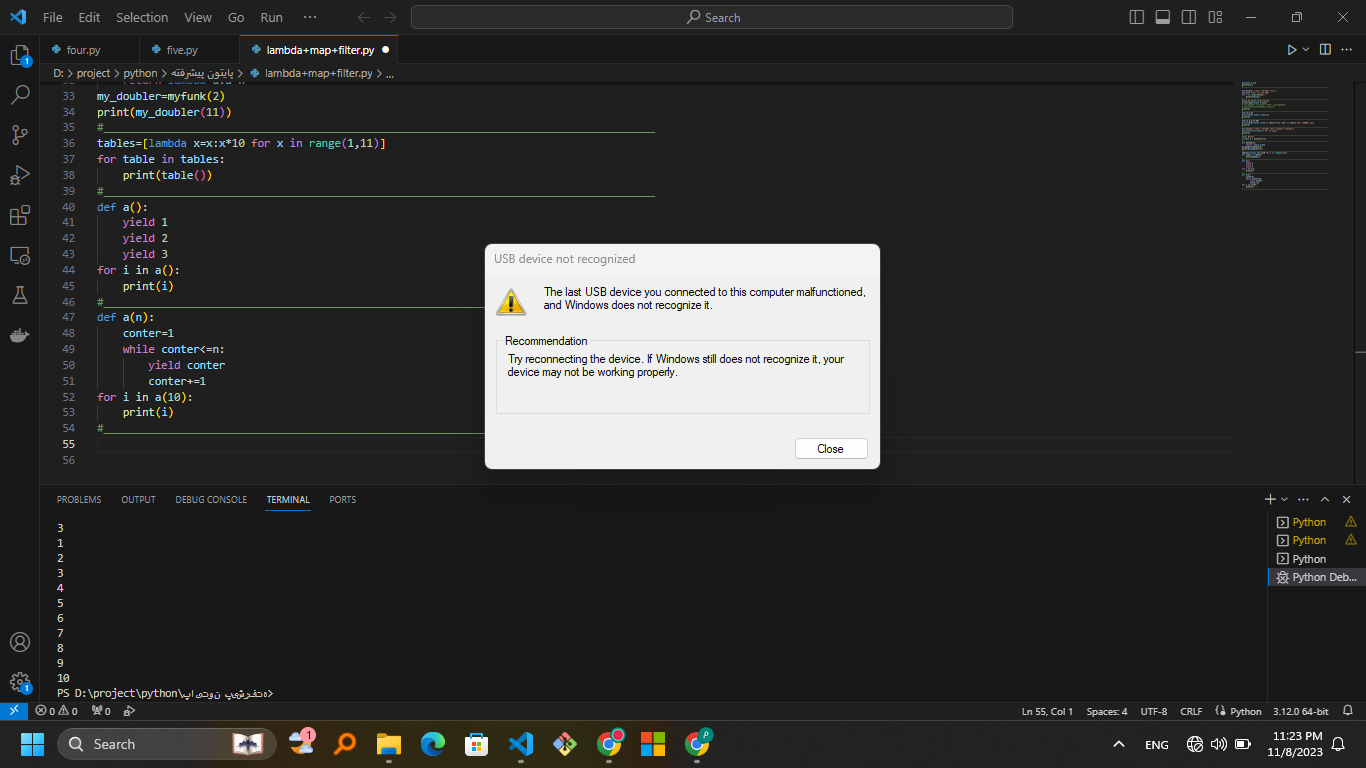 File Edit Selection View Go Run ··· Search
four.py five.py lambda+map+filter.py
D: > project > python > پایتون پیشرفته > lambda+map+filter.py > ...
33 my_doubler=myfunk(2)
34 print(my_doubler(11))
35 #
36 tables=[lambda x=x:x*10 for x in range(1,11)]
37 for table in tables:
38 print(table())
39 #
40 def a():
41 yield 1
42 yield 2
43 yield 3
44 for i in a():
45 print(i)
46 #
47 def a(n):
48 conter=1
49 while conter<=n:
50 yield conter
51 conter+=1
52 for i in a(10):
53 print(i)
54 #
55
56
USB device not recognized
The last USB device you connected to this computer malfunctioned,
and Windows does not recognize it.
Recommendation
Try reconnecting the device. If Windows still does not recognize it, your
device may not be working properly.
Close
PROBLEMS OUTPUT DEBUG CONSOLE TERMINAL PORTS
3
1
2
3
4
5
6
7
8
9
10
PS D:\project\python\پایتون پیشرفته>
Python
Python
Python
Python Deb...
0 0 0 Ln 55, Col 1 Spaces: 4 UTF-8 CRLF Python 3.12.0 64-bit
Search 1 P ENG 11:23 PM
11/8/2023